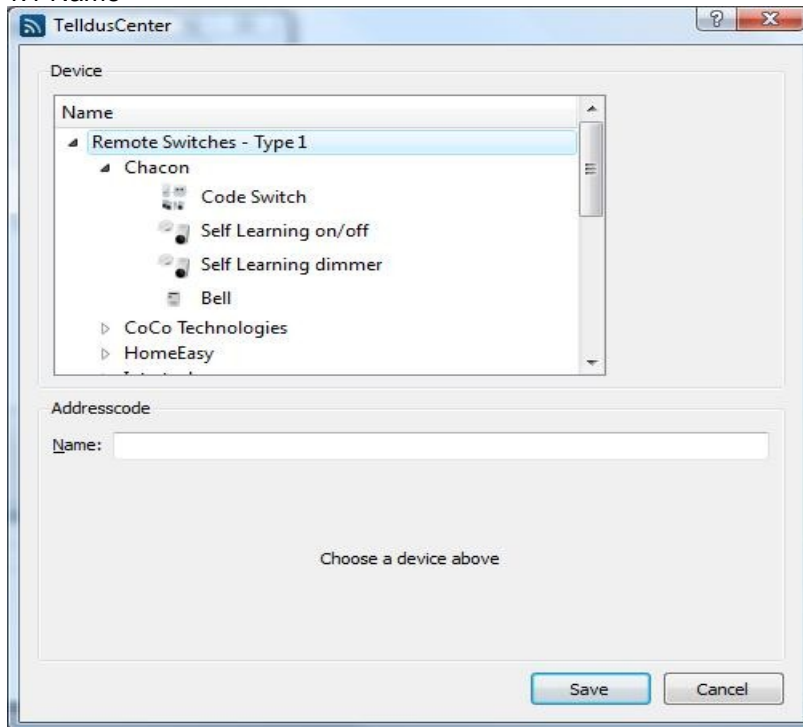 TelldusCenter
Device
Name
Remote Switches - Type 1
Chacon
Code Switch
Self Learning on/off
Self Learning dimmer
Bell
CoCo Technologies
HomeEasy
Addresscode
Name:
Choose a device above
Save Cancel